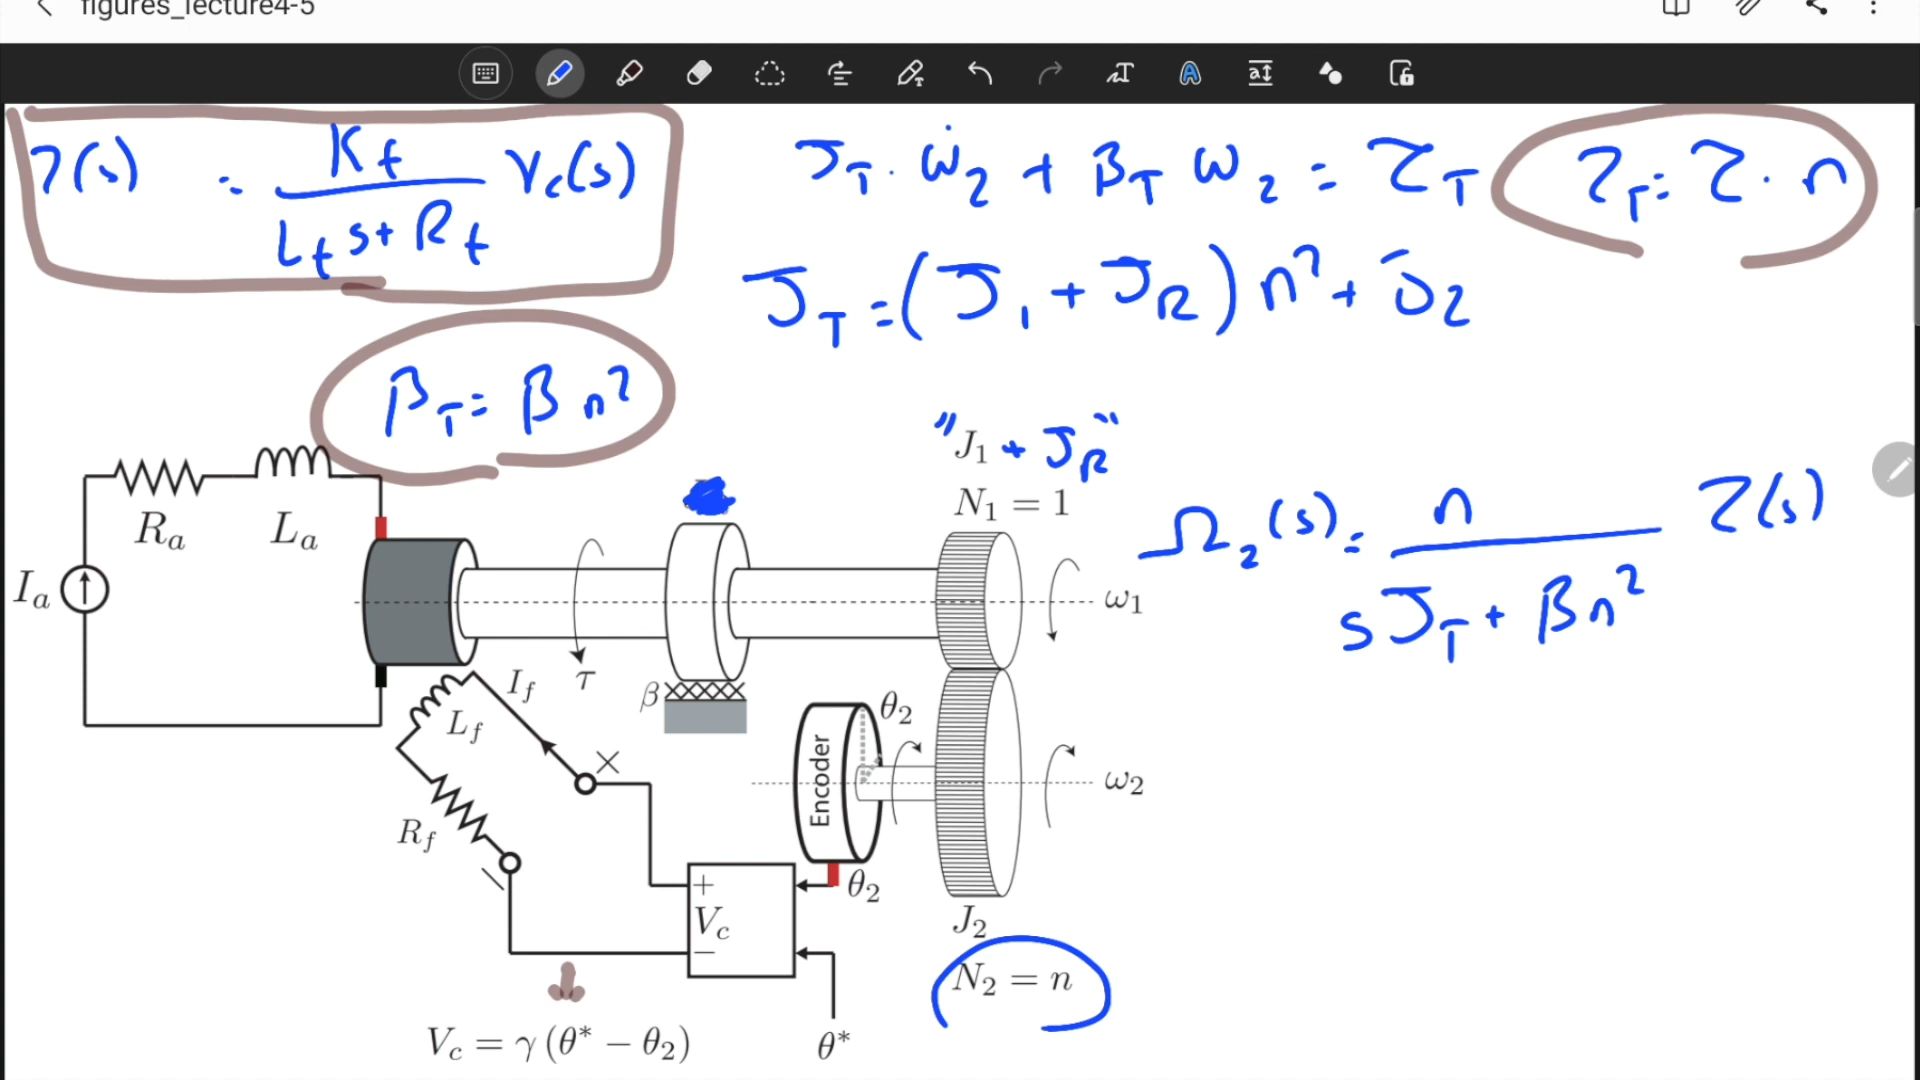 figures_lecture4-5
τ(s) = K_f / (L_f s + R_f) V_c(s)
J_T · ω̇_2 + β_T ω_2 = τ_T
τ_T = τ · n
J_T = (J_1 + J_R) n² + J_2
β_T = β n²
"J_1 + J_R"
N_1 = 1
R_a
L_a
Ω_2(s) = n / (s J_T + β n²) τ(s)
I_a
ω_1
τ
I_f
β
L_f
θ_2
Encoder
ω_2
R_f
θ_2
+
V_c
−
J_2
N_2 = n
V_c = γ (θ* − θ_2)
θ*